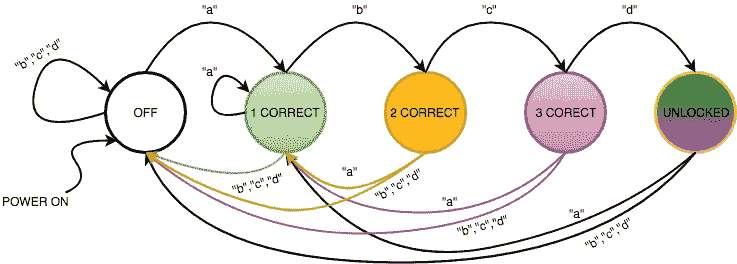 "a"
"b"
"c"
"d"
"b","c","d"
"a"
OFF
1 CORRECT
2 CORRECT
3 CORECT
UNLOCKED
POWER ON
"b","c","d"
"a"
"b","c","d"
"a"
"b","c","d"
"a"
"b","c","d"